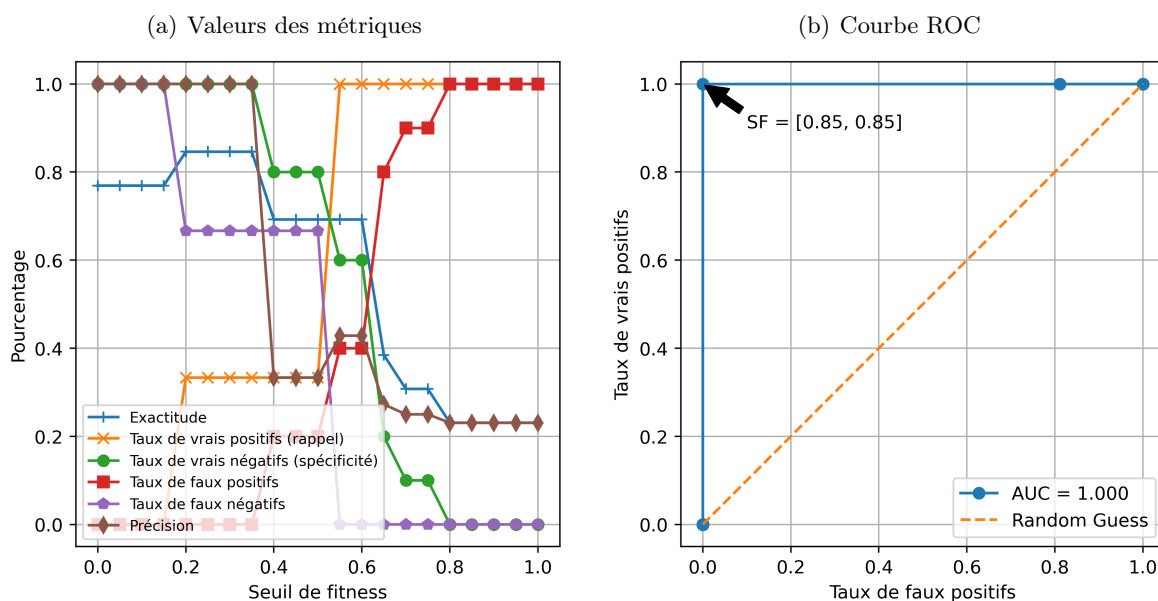 (a) Valeurs des métriques
1.0
0.8
0.6
0.4
0.2
0.0
Pourcentage
Exactitude
Taux de vrais positifs (rappel)
Taux de vrais négatifs (spécificité)
Taux de faux positifs
Taux de faux négatifs
Précision
0.0 0.2 0.4 0.6 0.8 1.0
Seuil de fitness
(b) Courbe ROC
1.0
0.8
0.6
0.4
0.2
0.0
Taux de vrais positifs
SF = [0.85, 0.85]
AUC = 1.000
Random Guess
0.0 0.2 0.4 0.6 0.8 1.0
Taux de faux positifs